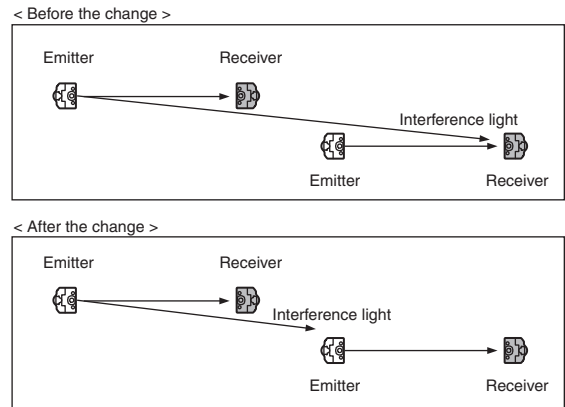 < Before the change >
Emitter Receiver
Interference light
Emitter Receiver
< After the change >
Emitter Receiver
Interference light
Emitter Receiver